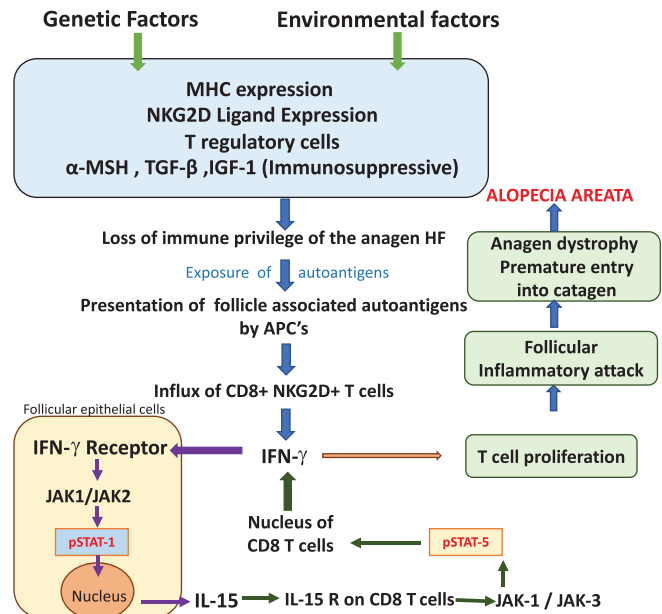 Genetic Factors
Environmental factors
MHC expression
NKG2D Ligand Expression
T regulatory cells
α-MSH , TGF-β ,IGF-1 (Immunosuppressive)
Loss of immune privilege of the anagen HF
Exposure of autoantigens
Presentation of follicle associated autoantigens
by APC's
Influx of CD8+ NKG2D+ T cells
IFN-γ
ALOPECIA AREATA
Anagen dystrophy
Premature entry
into catagen
Follicular
Inflammatory attack
T cell proliferation
Follicular epithelial cells
IFN-γ Receptor
JAK1/JAK2
pSTAT-1
Nucleus
IL-15
IL-15 R on CD8 T cells
JAK-1 / JAK-3
pSTAT-5
Nucleus of
CD8 T cells